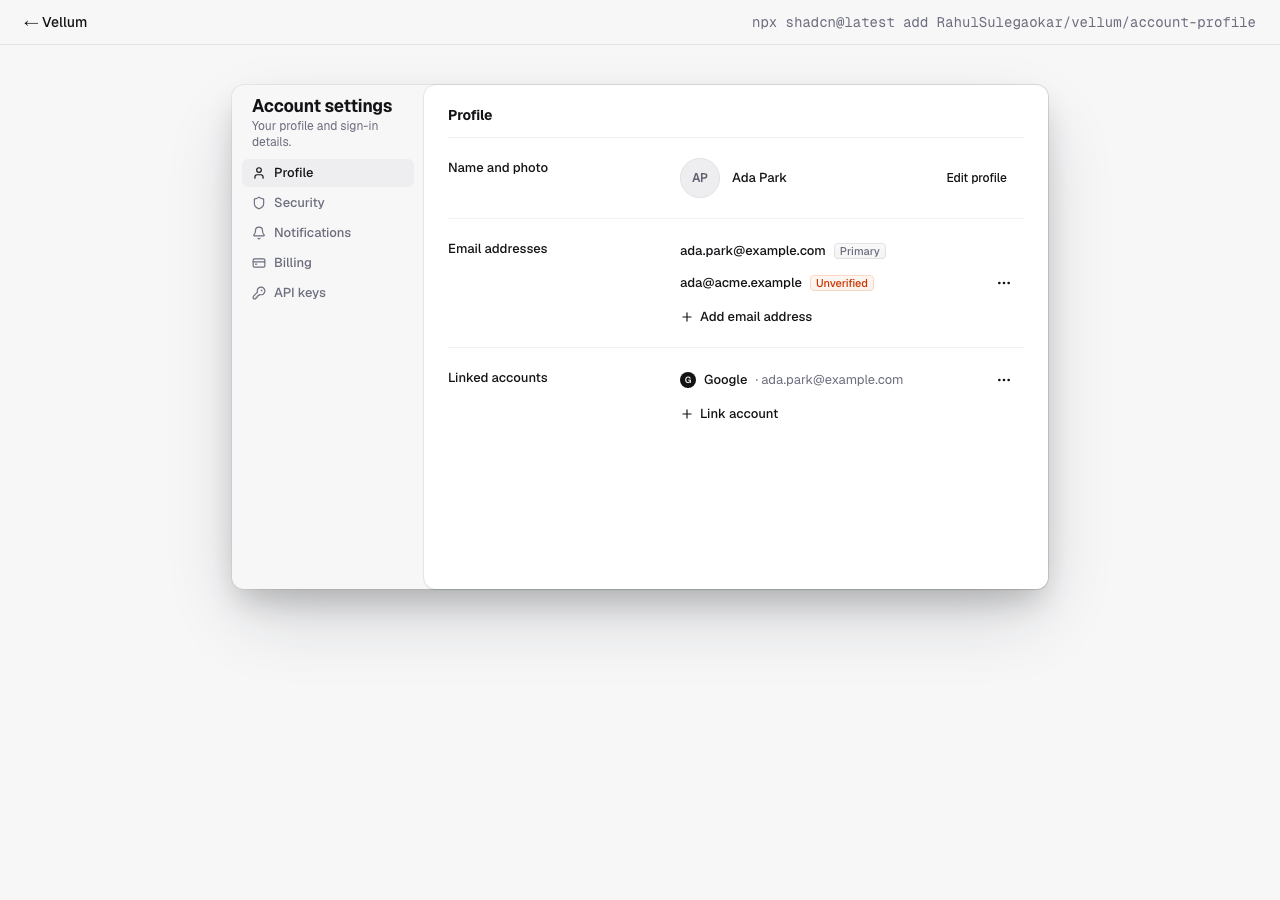 ← Vellum
npx shadcn@latest add RahulSulegaokar/vellum/account-profile
Account settings
Your profile and sign-in
details.
Profile
Security
Notifications
Billing
API keys
Profile
Name and photo
AP
Ada Park
Edit profile
Email addresses
ada.park@example.com Primary
ada@acme.example Unverified
Add email address
Linked accounts
G Google · ada.park@example.com
Link account